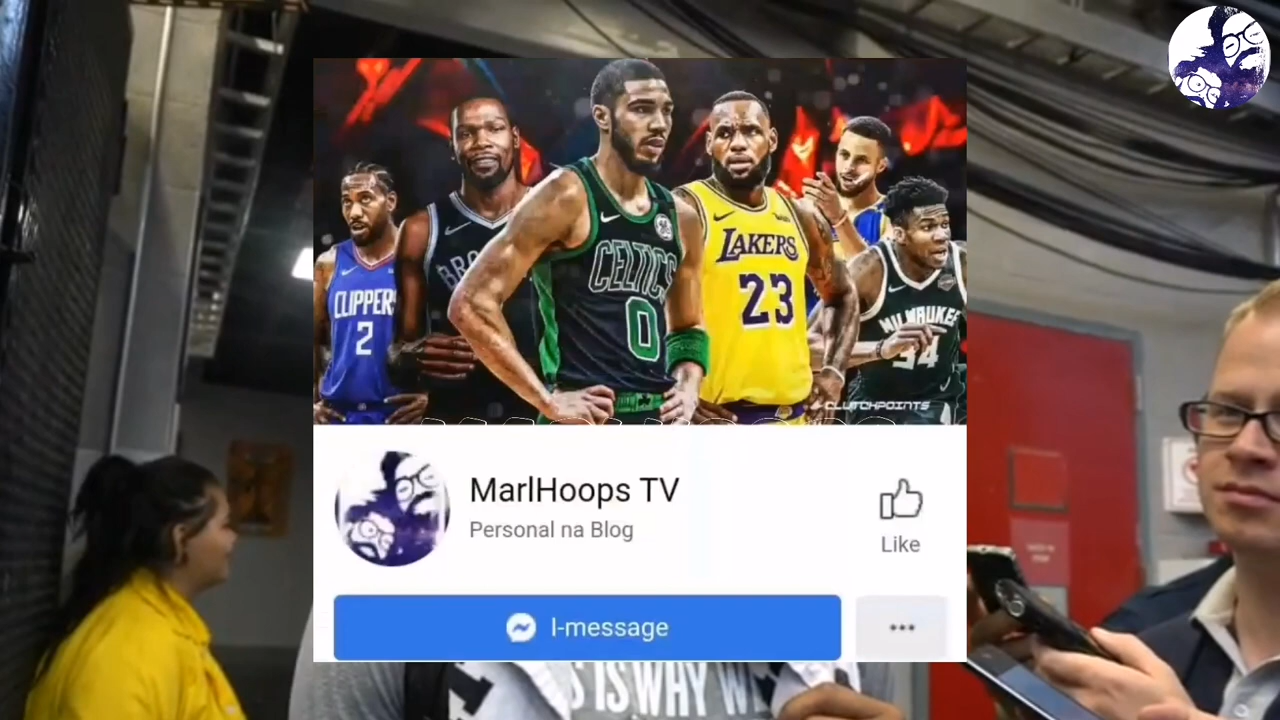 CLIPPERS
2
CELTICS
0
LAKERS
23
MILWAUKEE
34
CLUTCHPOINTS
MarlHoops TV
Personal na Blog
Like
I-message
S IS WHY WE